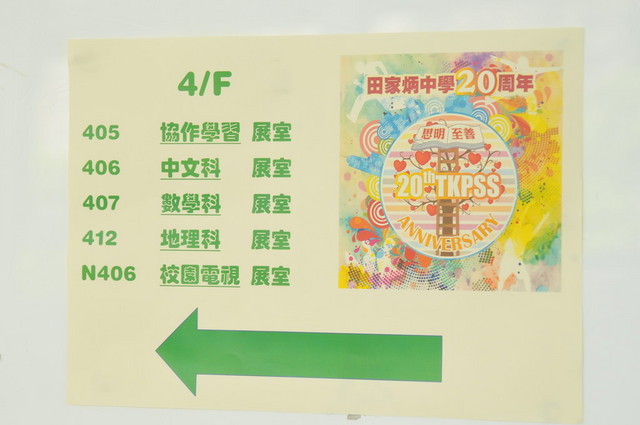 4/F
405 協作學習 展室
406 中文科 展室
407 數學科 展室
412 地理科 展室
N406 校園電視 展室
田家炳中學20周年
思明 至善
20th TKPSS
ANNIVERSARY